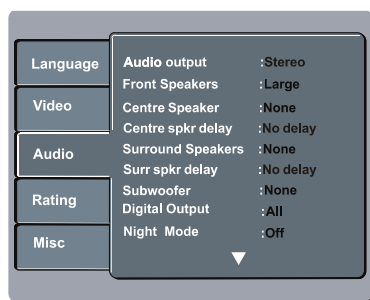 Language
Video
Audio
Rating
Misc
Audio output :Stereo
Front Speakers :Large
Centre Speaker :None
Centre spkr delay :No delay
Surround Speakers :None
Surr spkr delay :No delay
Subwoofer :None
Digital Output :All
Night Mode :Off